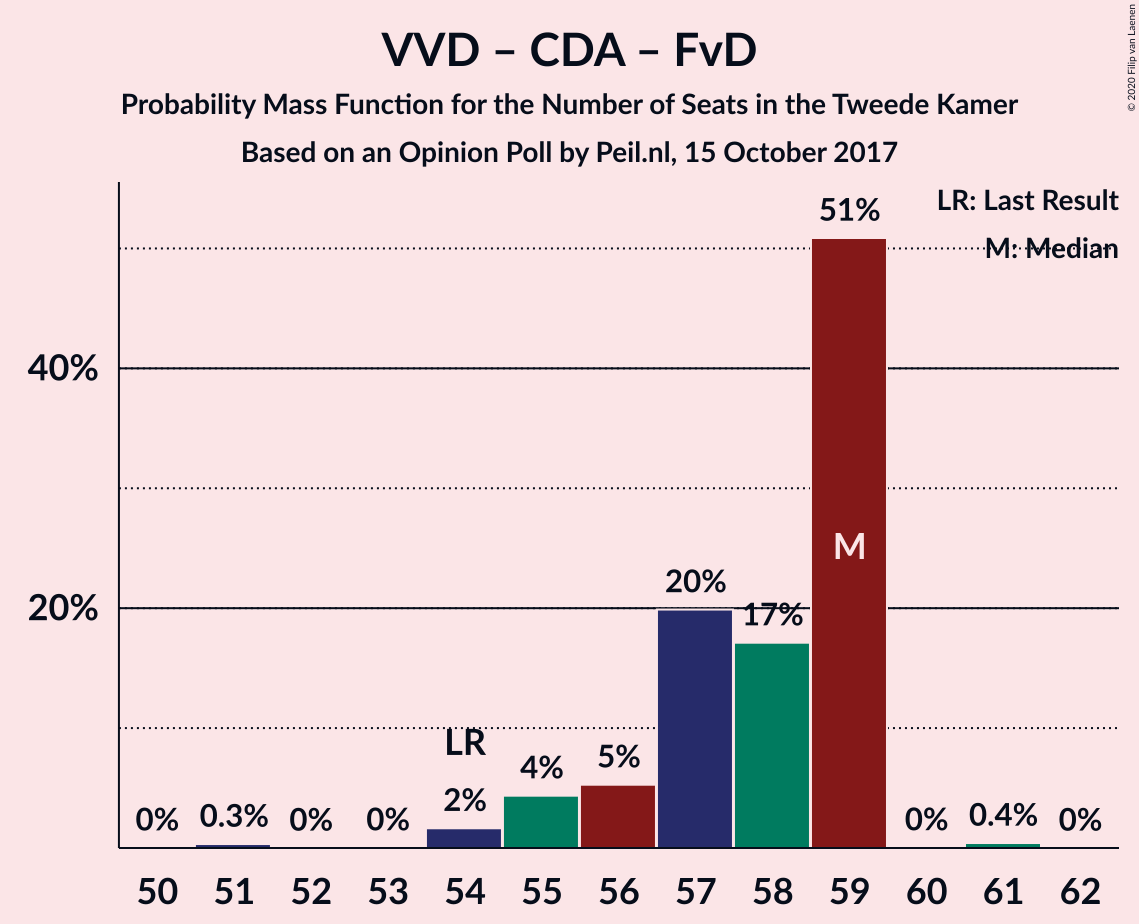 VVD – CDA – FvD
Probability Mass Function for the Number of Seats in the Tweede Kamer
Based on an Opinion Poll by Peil.nl, 15 October 2017
© 2020 Filip van Laenen
LR: Last Result
M: Median
51%
40%
M
20%
20%
17%
LR
5%
4%
2%
0% 0.3% 0% 0% 0% 0.4% 0%
50 51 52 53 54 55 56 57 58 59 60 61 62